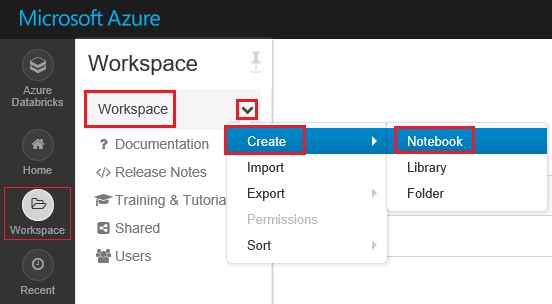 Microsoft Azure
Azure
Databricks
Home
Workspace
Recent
Workspace
Workspace
? Documentation
</> Release Notes
Training & Tutoria
Shared
Users
Create
Import
Export
Permissions
Sort
Notebook
Library
Folder